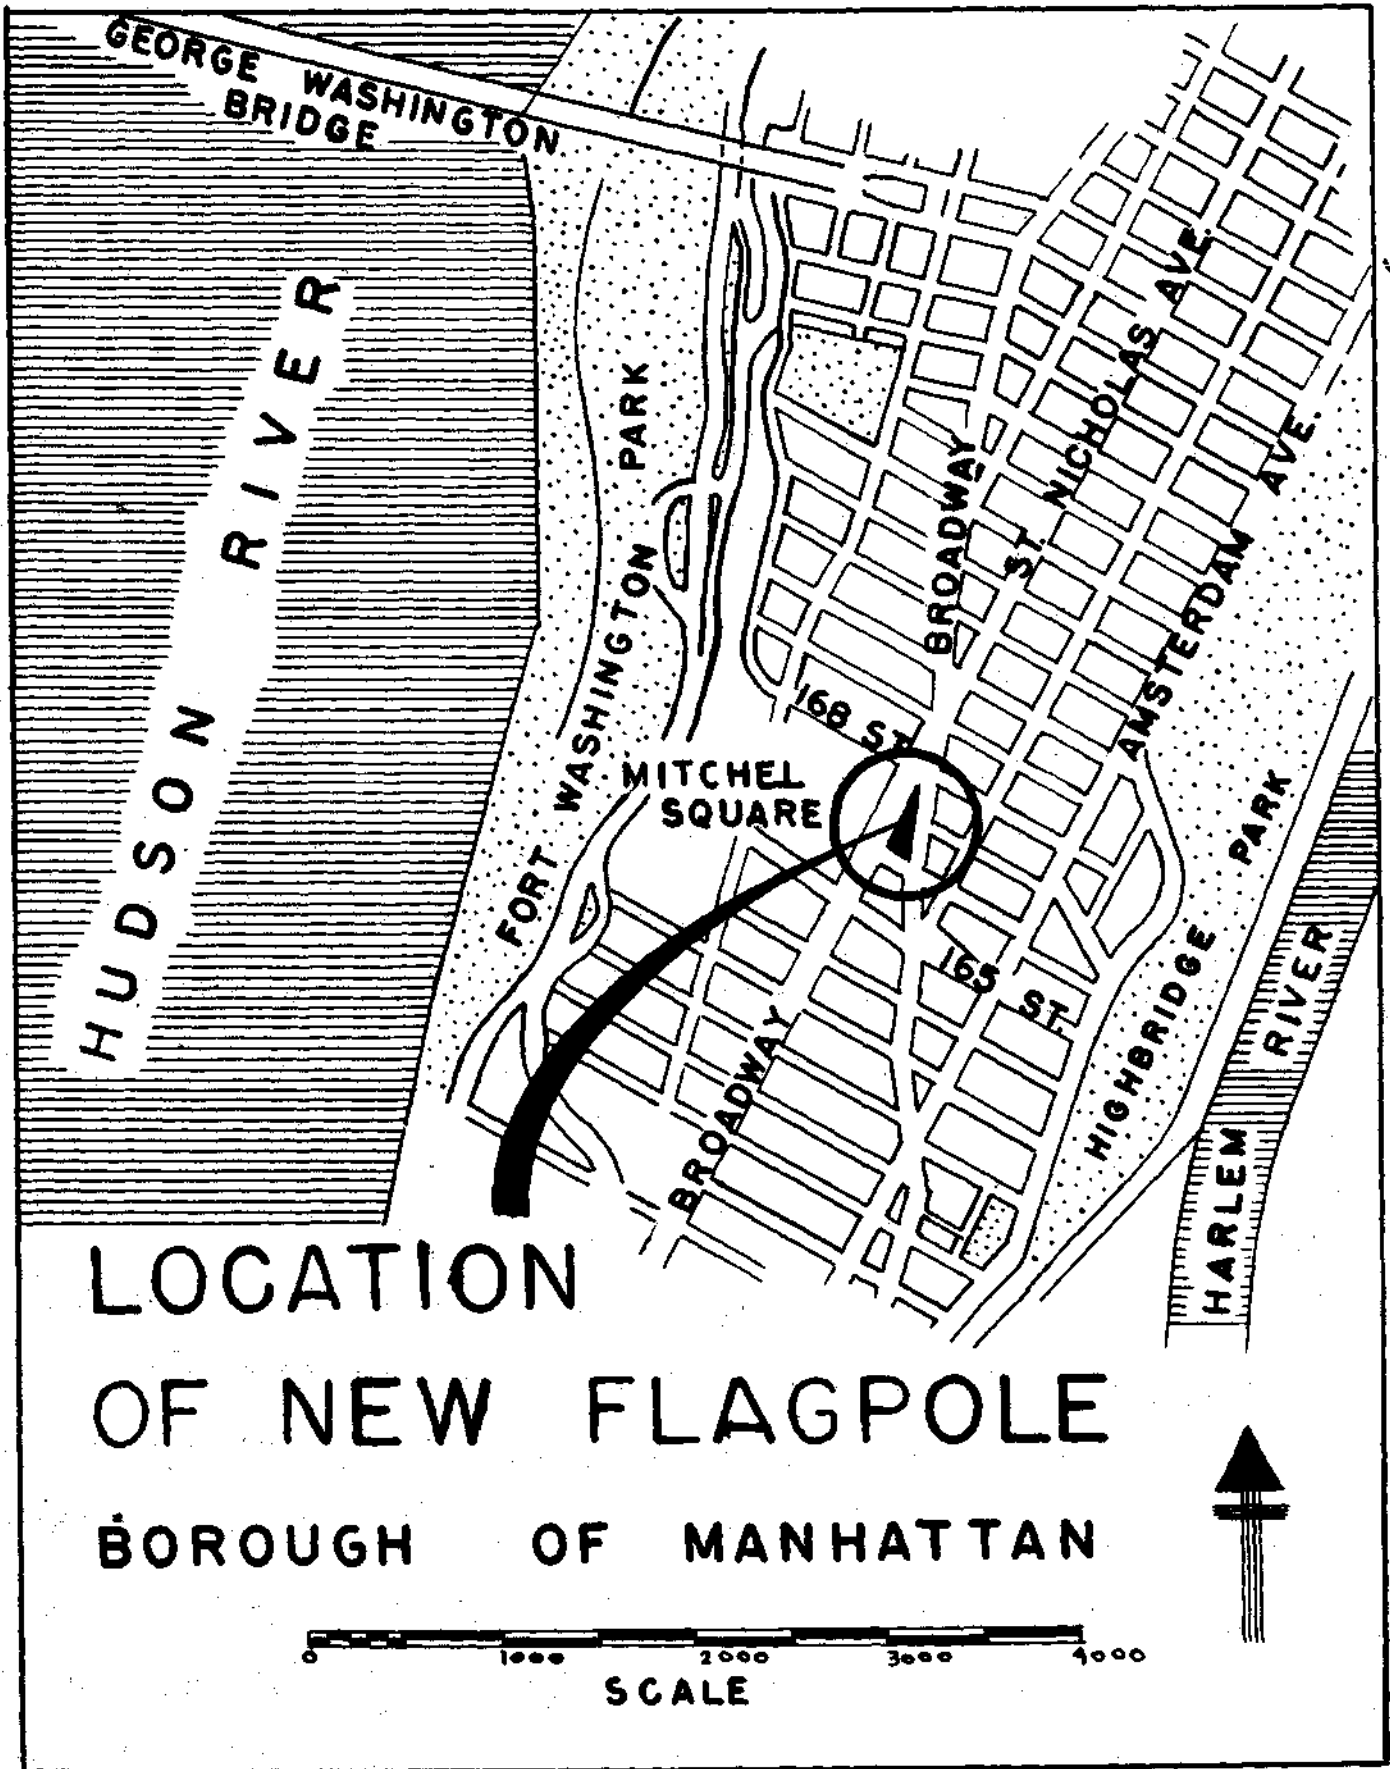 GEORGE WASHINGTON
BRIDGE
HUDSON RIVER
FORT WASHINGTON PARK
BROADWAY
ST. NICHOLAS AVE.
AMSTERDAM AVE.
168 ST.
MITCHEL
SQUARE
165 ST.
HIGHBRIDGE PARK
BROADWAY
HARLEM RIVER
LOCATION
OF NEW FLAGPOLE
BOROUGH OF MANHATTAN
0 1000 2000 3000 4000
SCALE